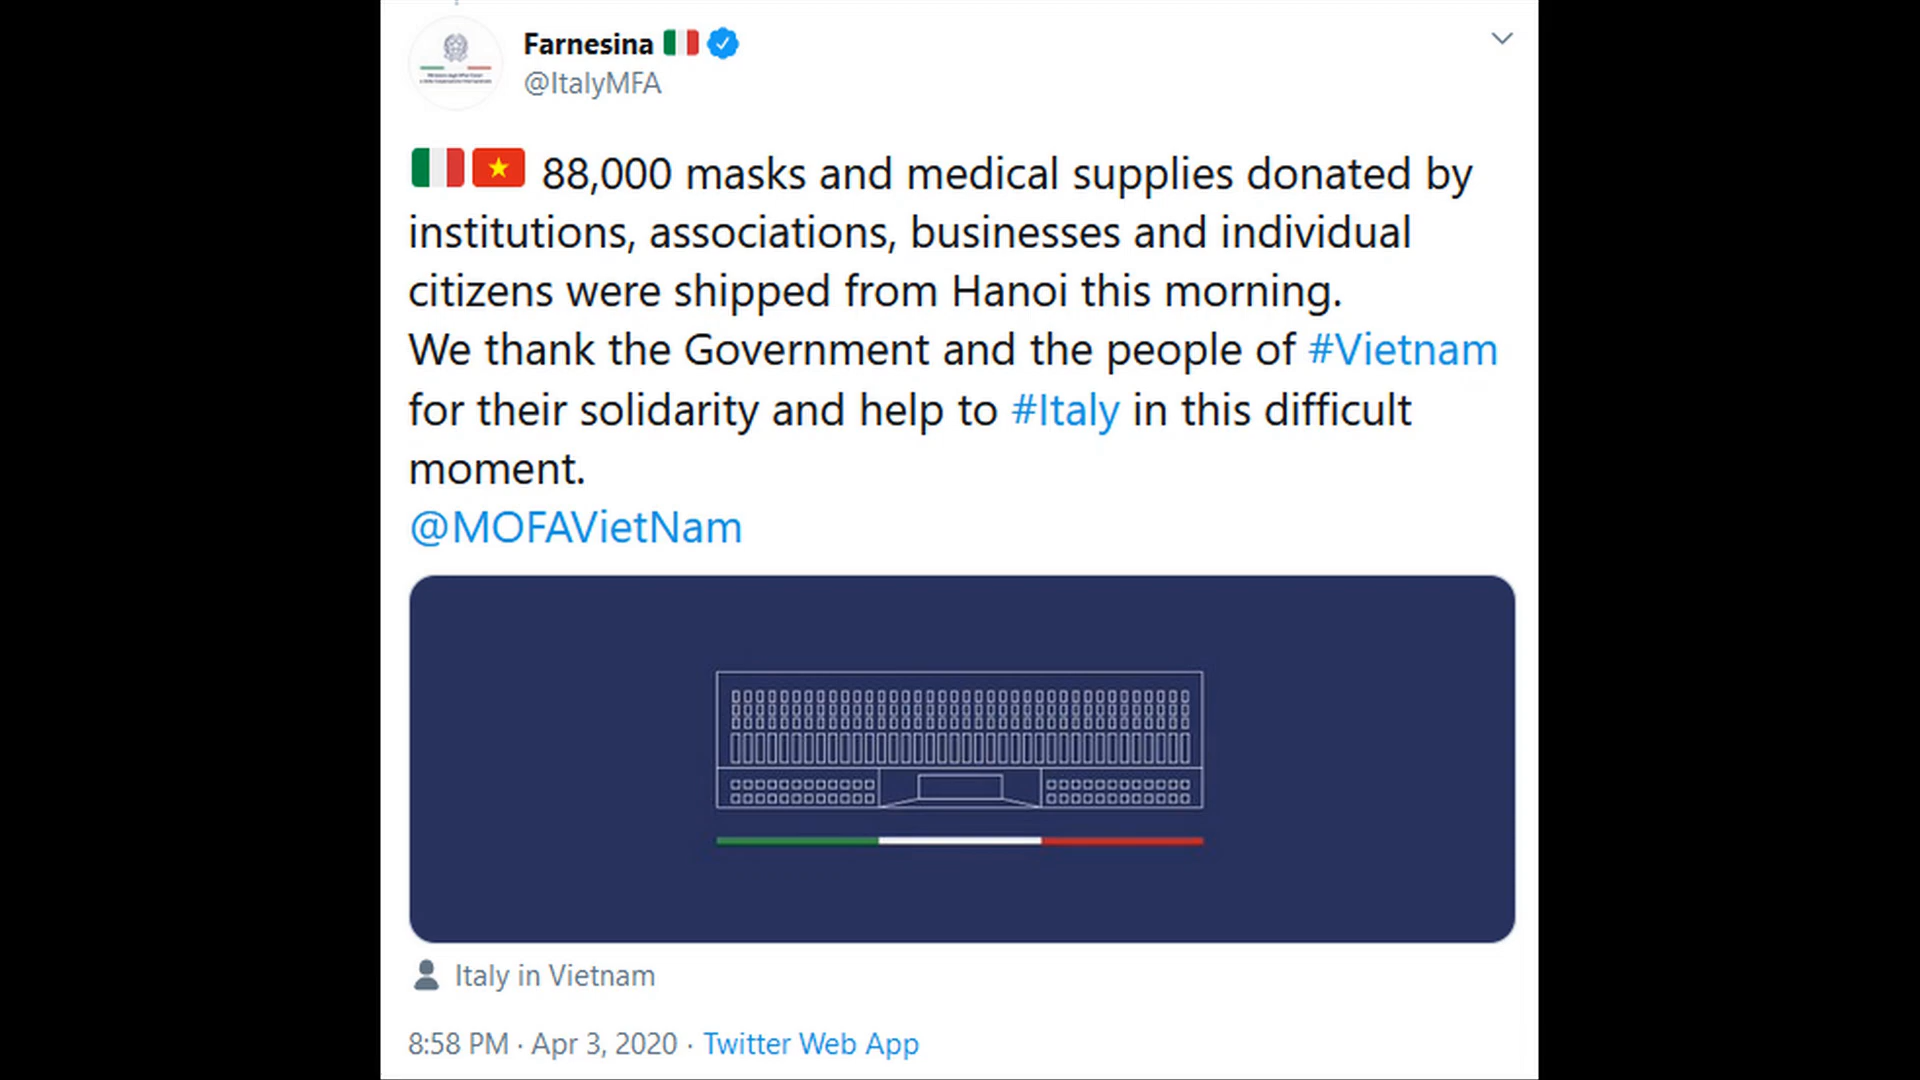 Farnesina
@ItalyMFA
88,000 masks and medical supplies donated by
institutions, associations, businesses and individual
citizens were shipped from Hanoi this morning.
We thank the Government and the people of #Vietnam
for their solidarity and help to #Italy in this difficult
moment.
@MOFAVietNam
Italy in Vietnam
8:58 PM · Apr 3, 2020 · Twitter Web App